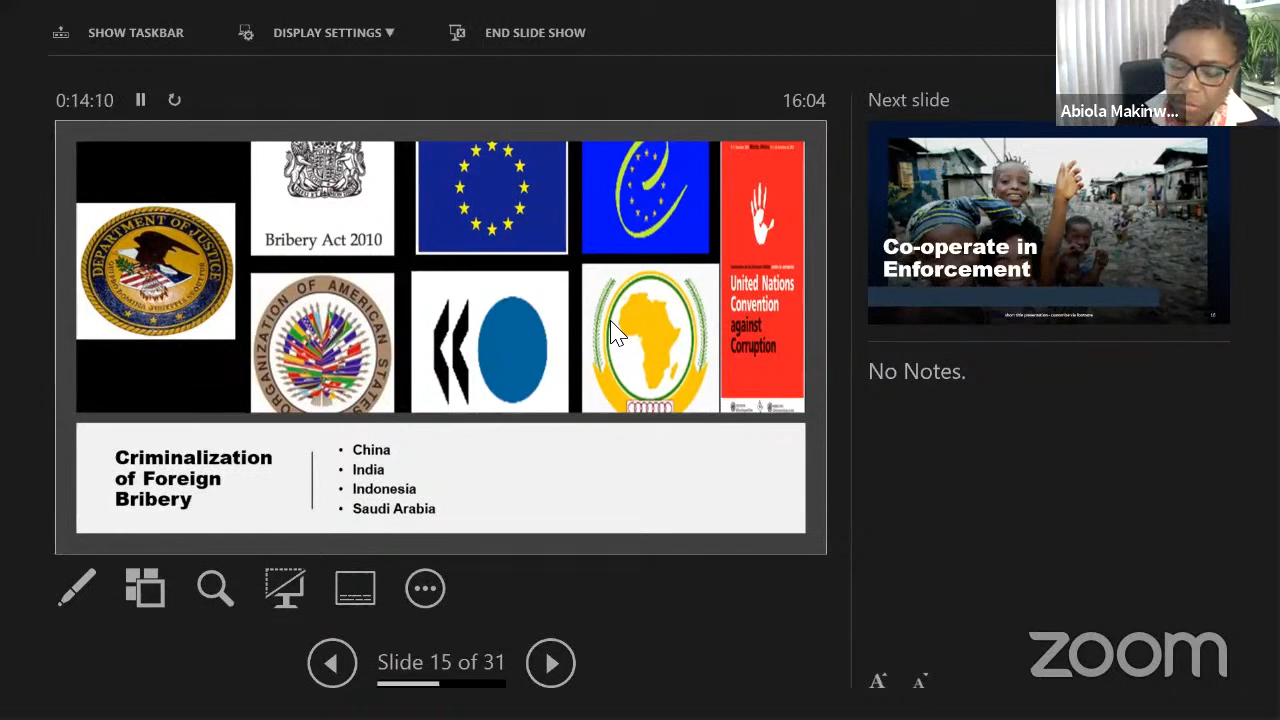 SHOW TASKBAR
DISPLAY SETTINGS ▼
END SLIDE SHOW
0:14:10
16:04
Next slide
Abiola Makinw...
DEPARTMENT OF JUSTICE
Bribery Act 2010
ORGANIZATION OF AMERICAN STATES
United Nations
Convention
against
Corruption
Criminalization
of Foreign
Bribery
• China
• India
• Indonesia
• Saudi Arabia
Co-operate in
Enforcement
16
No Notes.
Slide 15 of 31
A A
zoom